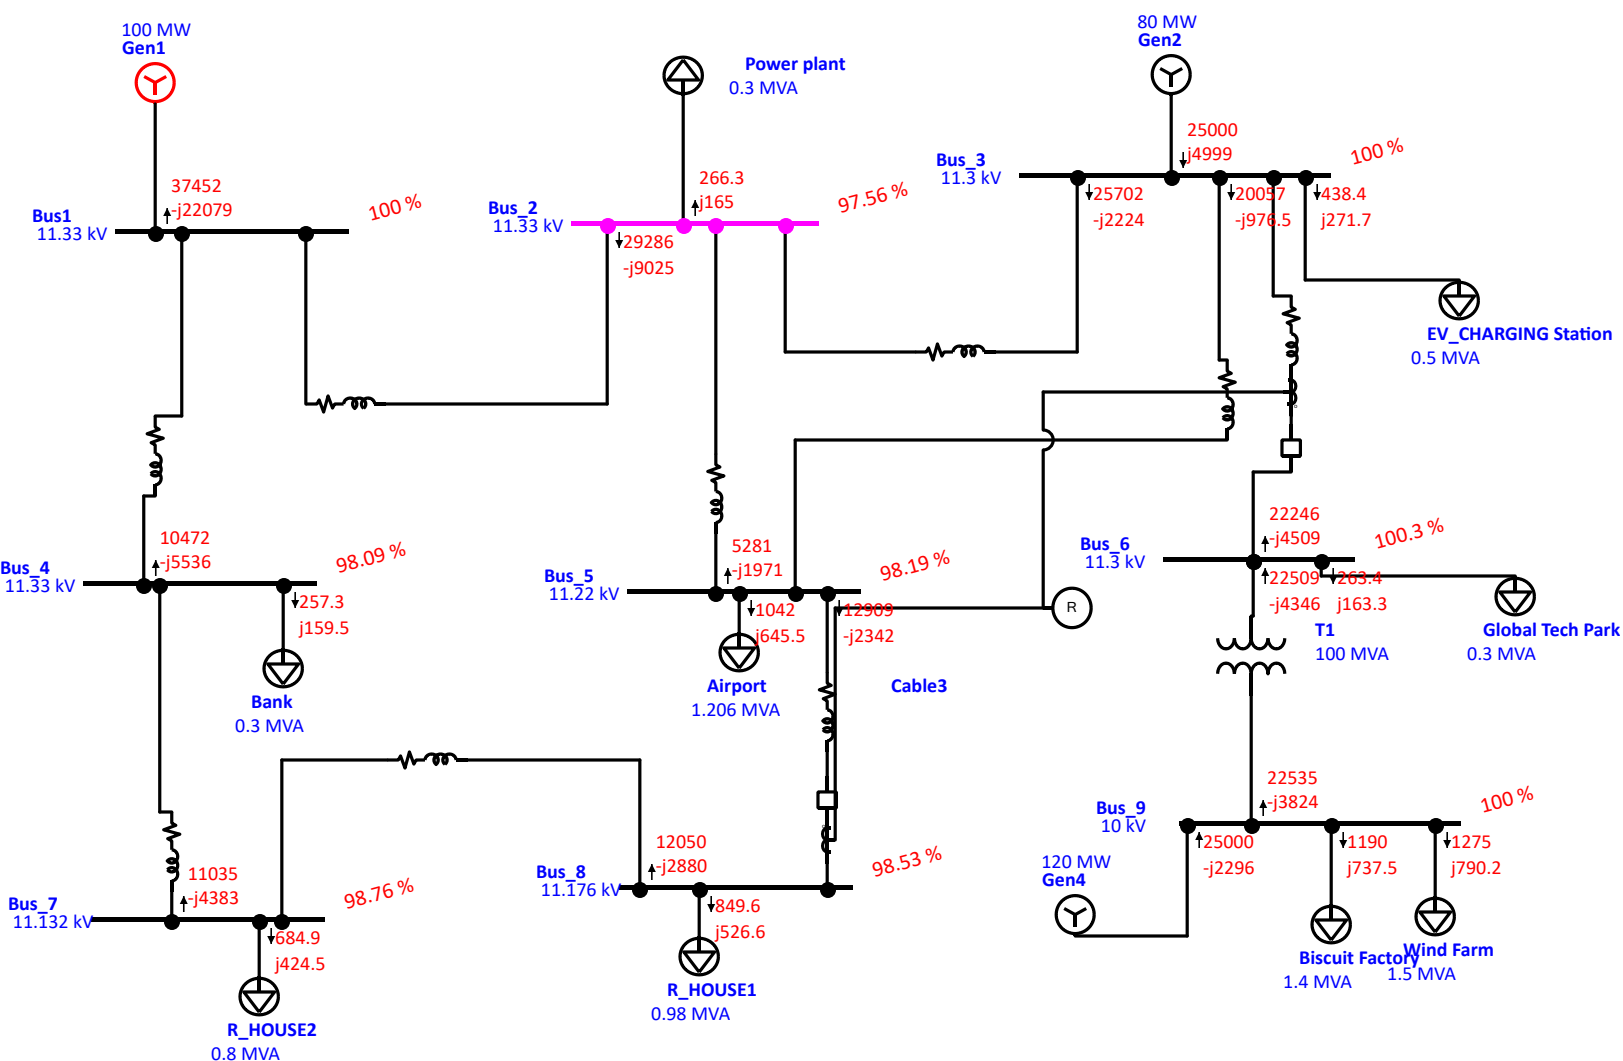 100 MW
Gen1
37452
-j22079
100 %
Bus1
11.33 kV
Power plant
0.3 MVA
266.3
j165
97.56 %
Bus_2
11.33 kV
29286
-j9025
80 MW
Gen2
25000
j4999
100 %
Bus_3
11.3 kV
25702
-j2224
20057
-j976.5
438.4
j271.7
EV_CHARGING Station
0.5 MVA
10472
-j5536
98.09 %
Bus_4
11.33 kV
257.3
j159.5
Bank
0.3 MVA
5281
-j1971
98.19 %
Bus_5
11.22 kV
1042
j645.5
12909
-j2342
R
Airport
1.206 MVA
Cable3
22246
-j4509
100.3 %
Bus_6
11.3 kV
22509
-j4346
263.4
j163.3
T1
100 MVA
Global Tech Park
0.3 MVA
11035
-j4383
98.76 %
Bus_7
11.132 kV
684.9
j424.5
R_HOUSE2
0.8 MVA
12050
-j2880
98.53 %
Bus_8
11.176 kV
849.6
j526.6
R_HOUSE1
0.98 MVA
22535
-j3824
100 %
Bus_9
10 kV
25000
-j2296
1190
j737.5
1275
j790.2
120 MW
Gen4
Biscuit Factory
1.4 MVA
Wind Farm
1.5 MVA